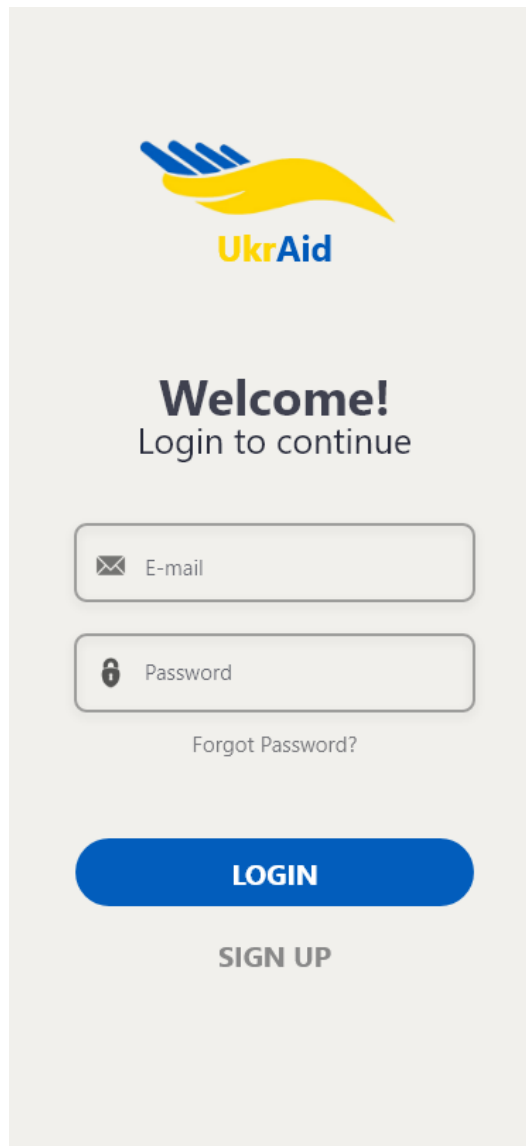 UkrAid
Welcome!
Login to continue
E-mail
Password
Forgot Password?
LOGIN
SIGN UP